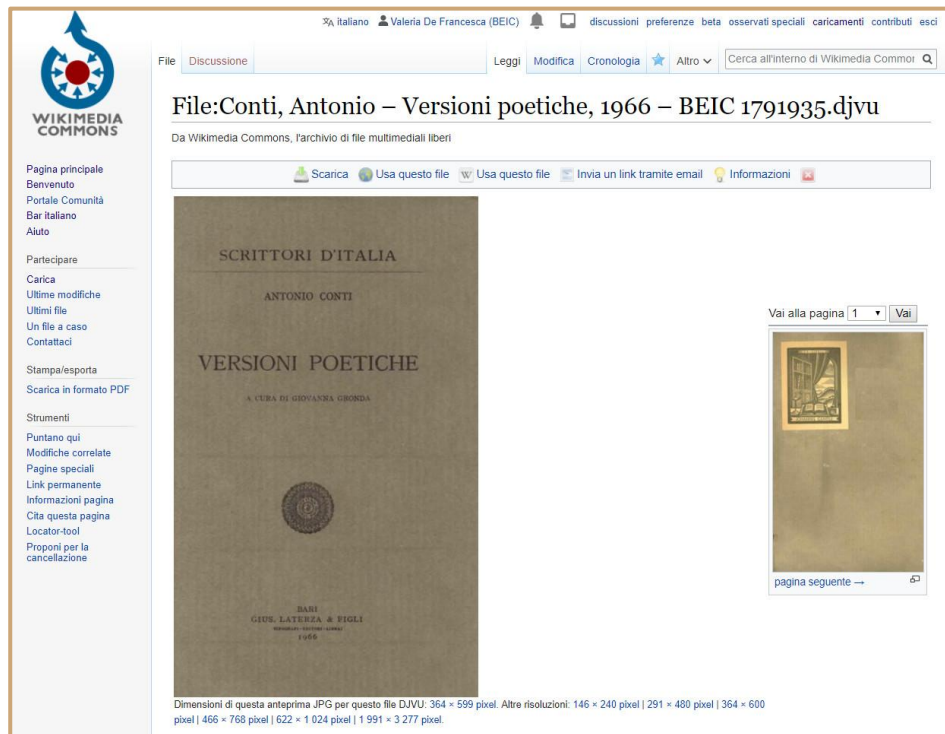 italiano Valeria De Francesca (BEIC) discussioni preferenze beta osservati speciali caricamenti contributi esci
File Discussione Leggi Modifica Cronologia Altro Cerca all'interno di Wikimedia Commor
WIKIMEDIA
COMMONS
File:Conti, Antonio – Versioni poetiche, 1966 – BEIC 1791935.djvu
Da Wikimedia Commons, l'archivio di file multimediali liberi
Scarica Usa questo file Usa questo file Invia un link tramite email Informazioni
Pagina principale
Benvenuto
Portale Comunità
Bar italiano
Aiuto
Partecipare
Carica
Ultime modifiche
Ultimi file
Un file a caso
Contattaci
Stampa/esporta
Scarica in formato PDF
Strumenti
Puntano qui
Modifiche correlate
Pagine speciali
Link permanente
Informazioni pagina
Cita questa pagina
Locator-tool
Proponi per la
cancellazione
SCRITTORI D'ITALIA
ANTONIO CONTI
VERSIONI POETICHE
A CURA DI GIOVANNA GRONDA
BARI
GIUS. LATERZA & FIGLI
1966
Vai alla pagina 1 Vai
pagina seguente →
Dimensioni di questa anteprima JPG per questo file DJVU: 364 × 599 pixel. Altre risoluzioni: 146 × 240 pixel | 291 × 480 pixel | 364 × 600
pixel | 466 × 768 pixel | 622 × 1 024 pixel | 1 991 × 3 277 pixel.